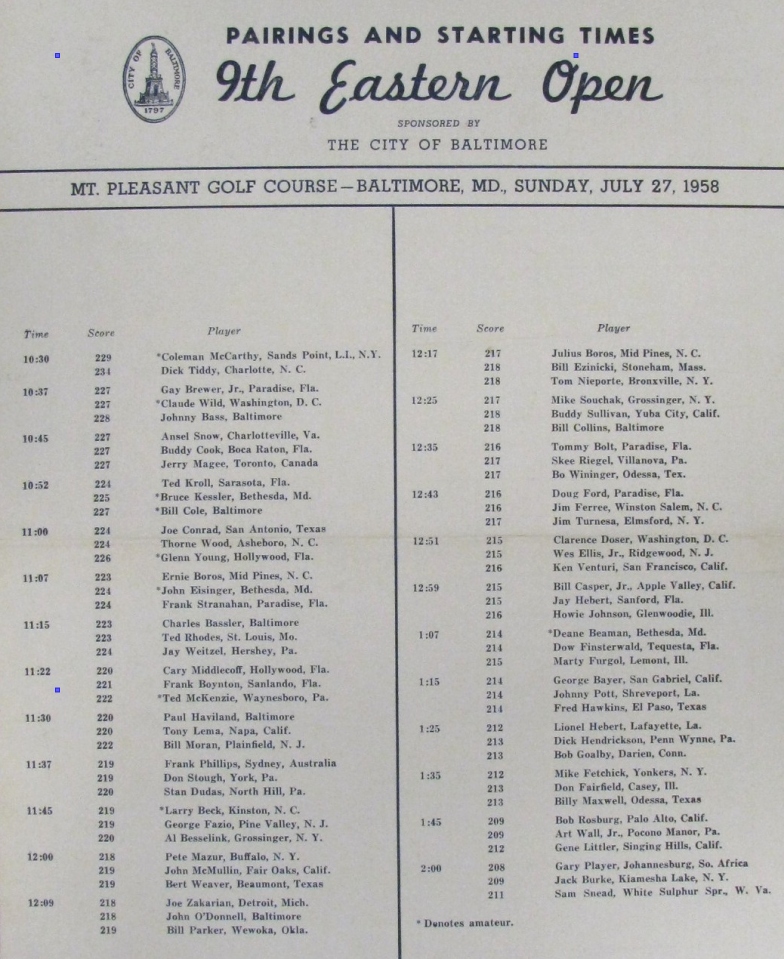 PAIRINGS AND STARTING TIMES
CITY OF BALTIMORE
1797
9th Eastern Open
SPONSORED BY
THE CITY OF BALTIMORE
MT. PLEASANT GOLF COURSE—BALTIMORE, MD., SUNDAY, JULY 27, 1958
Time Score Player
10:30 229 *Coleman McCarthy, Sands Point, L.I., N.Y.
231 Dick Tiddy, Charlotte, N. C.
10:37 227 Gay Brewer, Jr., Paradise, Fla.
227 *Claude Wild, Washington, D. C.
228 Johnny Bass, Baltimore
10:45 227 Ansel Snow, Charlotteville, Va.
227 Buddy Cook, Boca Raton, Fla.
227 Jerry Magee, Toronto, Canada
10:52 224 Ted Kroll, Sarasota, Fla.
225 *Bruce Kessler, Bethesda, Md.
227 *Bill Cole, Baltimore
11:00 224 Joe Conrad, San Antonio, Texas
224 Thorne Wood, Asheboro, N. C.
226 *Glenn Young, Hollywood, Fla.
11:07 223 Ernie Boros, Mid Pines, N. C.
224 *John Eisinger, Bethesda, Md.
224 Frank Stranahan, Paradise, Fla.
11:15 223 Charles Bassler, Baltimore
223 Ted Rhodes, St. Louis, Mo.
224 Jay Weitzel, Hershey, Pa.
11:22 220 Cary Middlecoff, Hollywood, Fla.
221 Frank Boynton, Sanlando, Fla.
222 *Ted McKenzie, Waynesboro, Pa.
11:30 220 Paul Haviland, Baltimore
220 Tony Lema, Napa, Calif.
222 Bill Moran, Plainfield, N. J.
11:37 219 Frank Phillips, Sydney, Australia
219 Don Stough, York, Pa.
220 Stan Dudas, North Hill, Pa.
11:45 219 *Larry Beck, Kinston, N. C.
219 George Fazio, Pine Valley, N. J.
220 Al Besselink, Grossinger, N. Y.
12:00 218 Pete Mazur, Buffalo, N. Y.
219 John McMullin, Fair Oaks, Calif.
219 Bert Weaver, Beaumont, Texas
12:09 218 Joe Zakarian, Detroit, Mich.
218 John O'Donnell, Baltimore
219 Bill Parker, Wewoka, Okla.
Time Score Player
12:17 217 Julius Boros, Mid Pines, N. C.
218 Bill Ezinicki, Stoneham, Mass.
218 Tom Nieporte, Bronxville, N. Y.
12:25 217 Mike Souchak, Grossinger, N. Y.
218 Buddy Sullivan, Yuba City, Calif.
218 Bill Collins, Baltimore
12:35 216 Tommy Bolt, Paradise, Fla.
217 Skee Riegel, Villanova, Pa.
217 Bo Wininger, Odessa, Tex.
12:43 216 Doug Ford, Paradise, Fla.
216 Jim Ferree, Winston Salem, N. C.
217 Jim Turnesa, Elmsford, N. Y.
12:51 215 Clarence Doser, Washington, D. C.
215 Wes Ellis, Jr., Ridgewood, N. J.
216 Ken Venturi, San Francisco, Calif.
12:59 215 Bill Casper, Jr., Apple Valley, Calif.
215 Jay Hebert, Sanford, Fla.
216 Howie Johnson, Glenwoodie, Ill.
1:07 214 *Deane Beaman, Bethesda, Md.
214 Dow Finsterwald, Tequesta, Fla.
215 Marty Furgol, Lemont, Ill.
1:15 214 George Bayer, San Gabriel, Calif.
214 Johnny Pott, Shreveport, La.
214 Fred Hawkins, El Paso, Texas
1:25 212 Lionel Hebert, Lafayette, La.
213 Dick Hendrickson, Penn Wynne, Pa.
213 Bob Goalby, Darien, Conn.
1:35 212 Mike Fetchick, Yonkers, N. Y.
213 Don Fairfield, Casey, Ill.
213 Billy Maxwell, Odessa, Texas
1:45 209 Bob Rosburg, Palo Alto, Calif.
209 Art Wall, Jr., Pocono Manor, Pa.
212 Gene Littler, Singing Hills, Calif.
2:00 208 Gary Player, Johannesburg, So. Africa
209 Jack Burke, Kiamesha Lake, N. Y.
211 Sam Snead, White Sulphur Spr., W. Va.
* Denotes amateur.